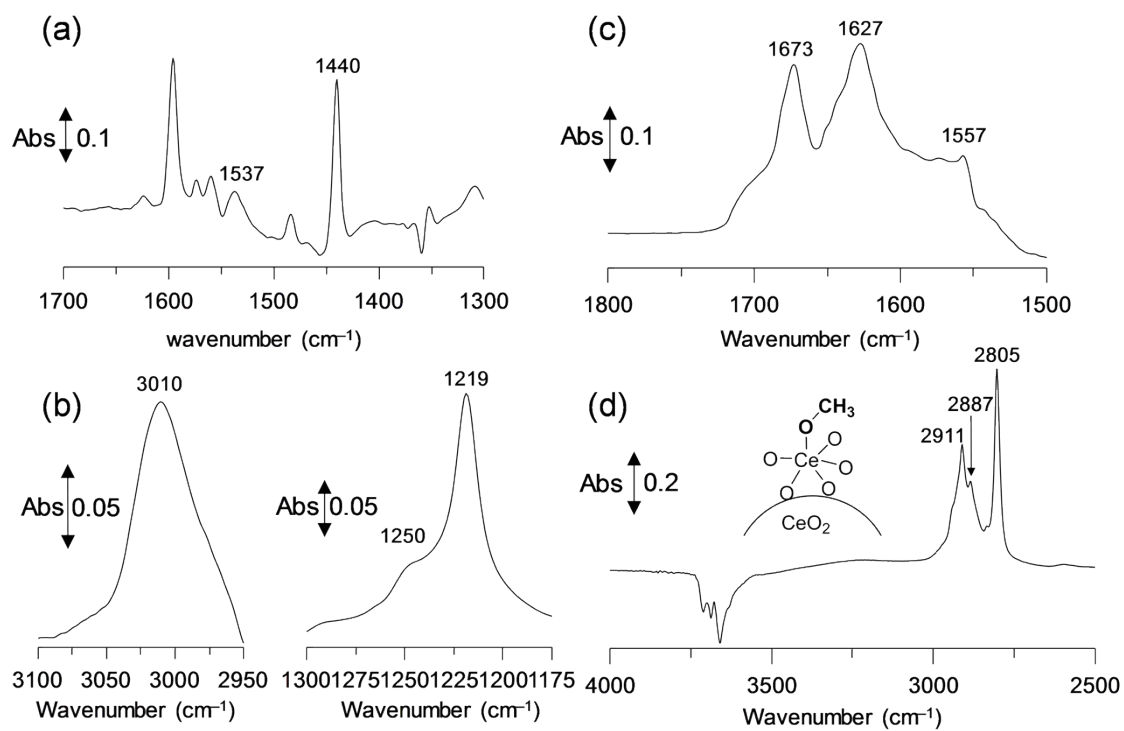 (a)
1440
Abs 0.1
1537
1700 1600 1500 1400 1300
wavenumber (cm–1)
(c)
1673
1627
1557
Abs 0.1
1800 1700 1600 1500
Wavenumber (cm–1)
(b)
3010
Abs 0.05
3100 3050 3000 2950
Wavenumber (cm–1)
1219
1250
Abs 0.05
1300 1275 1250 1225 1200 1175
Wavenumber (cm–1)
(d)
2805
2887
2911
Abs 0.2
CH3
O
O
O Ce O
O O
CeO2
4000 3500 3000 2500
Wavenumber (cm–1)